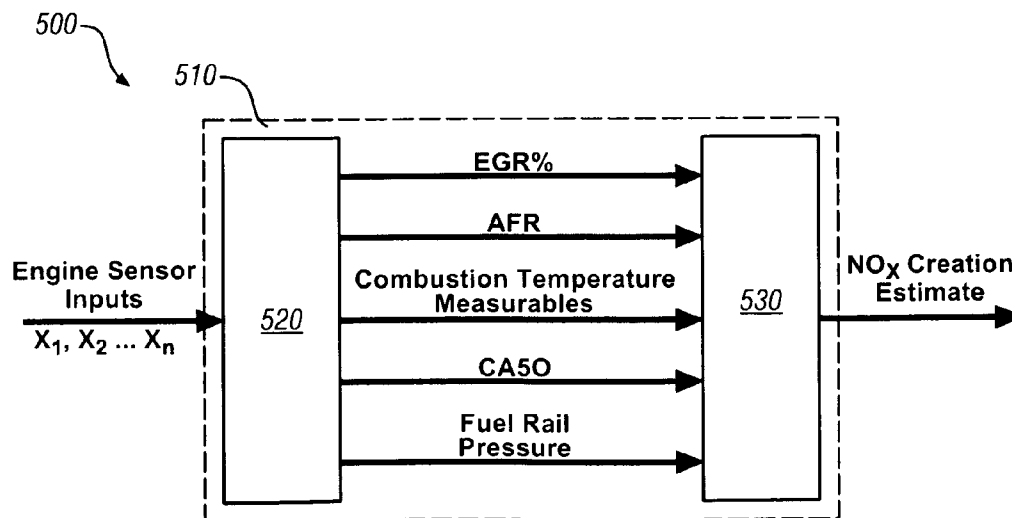 500
510
EGR%
AFR
Engine Sensor
Inputs
X1, X2 ... Xn
520
Combustion Temperature
Measurables
530
NOX Creation
Estimate
CA50
Fuel Rail
Pressure